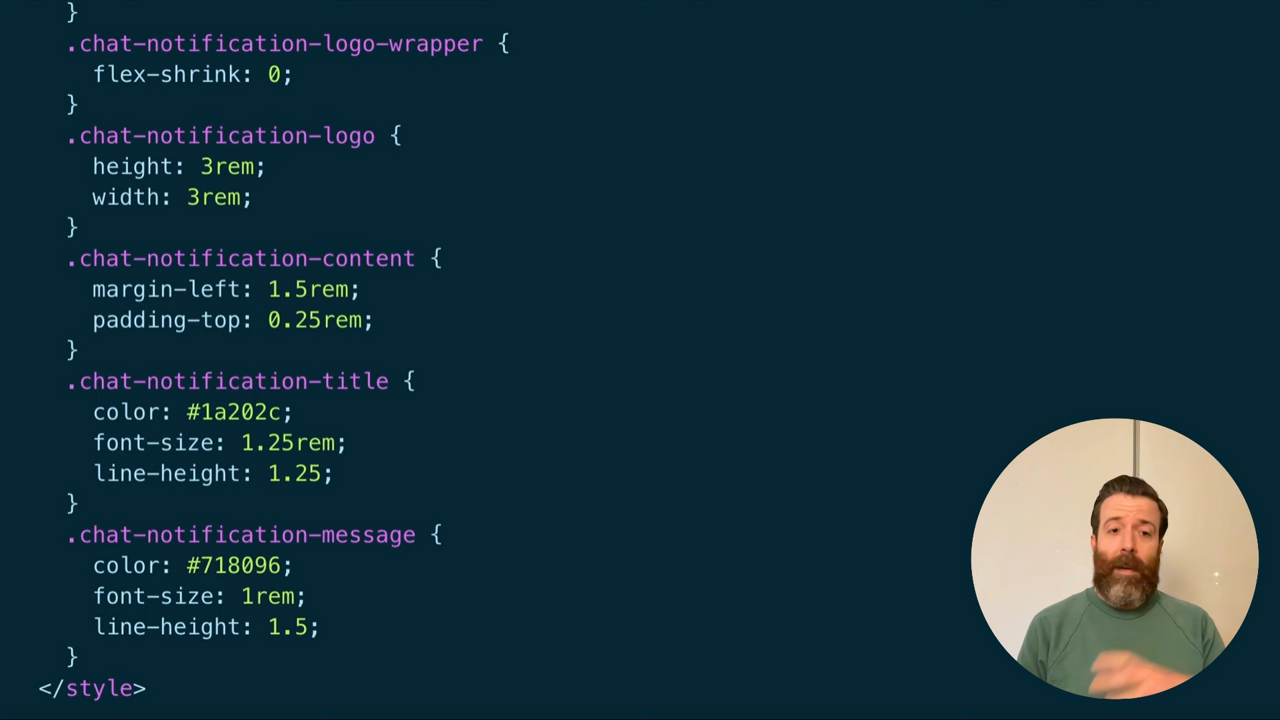 }
.chat-notification-logo-wrapper {
flex-shrink: 0;
}
.chat-notification-logo {
height: 3rem;
width: 3rem;
}
.chat-notification-content {
margin-left: 1.5rem;
padding-top: 0.25rem;
}
.chat-notification-title {
color: #1a202c;
font-size: 1.25rem;
line-height: 1.25;
}
.chat-notification-message {
color: #718096;
font-size: 1rem;
line-height: 1.5;
}
</style>